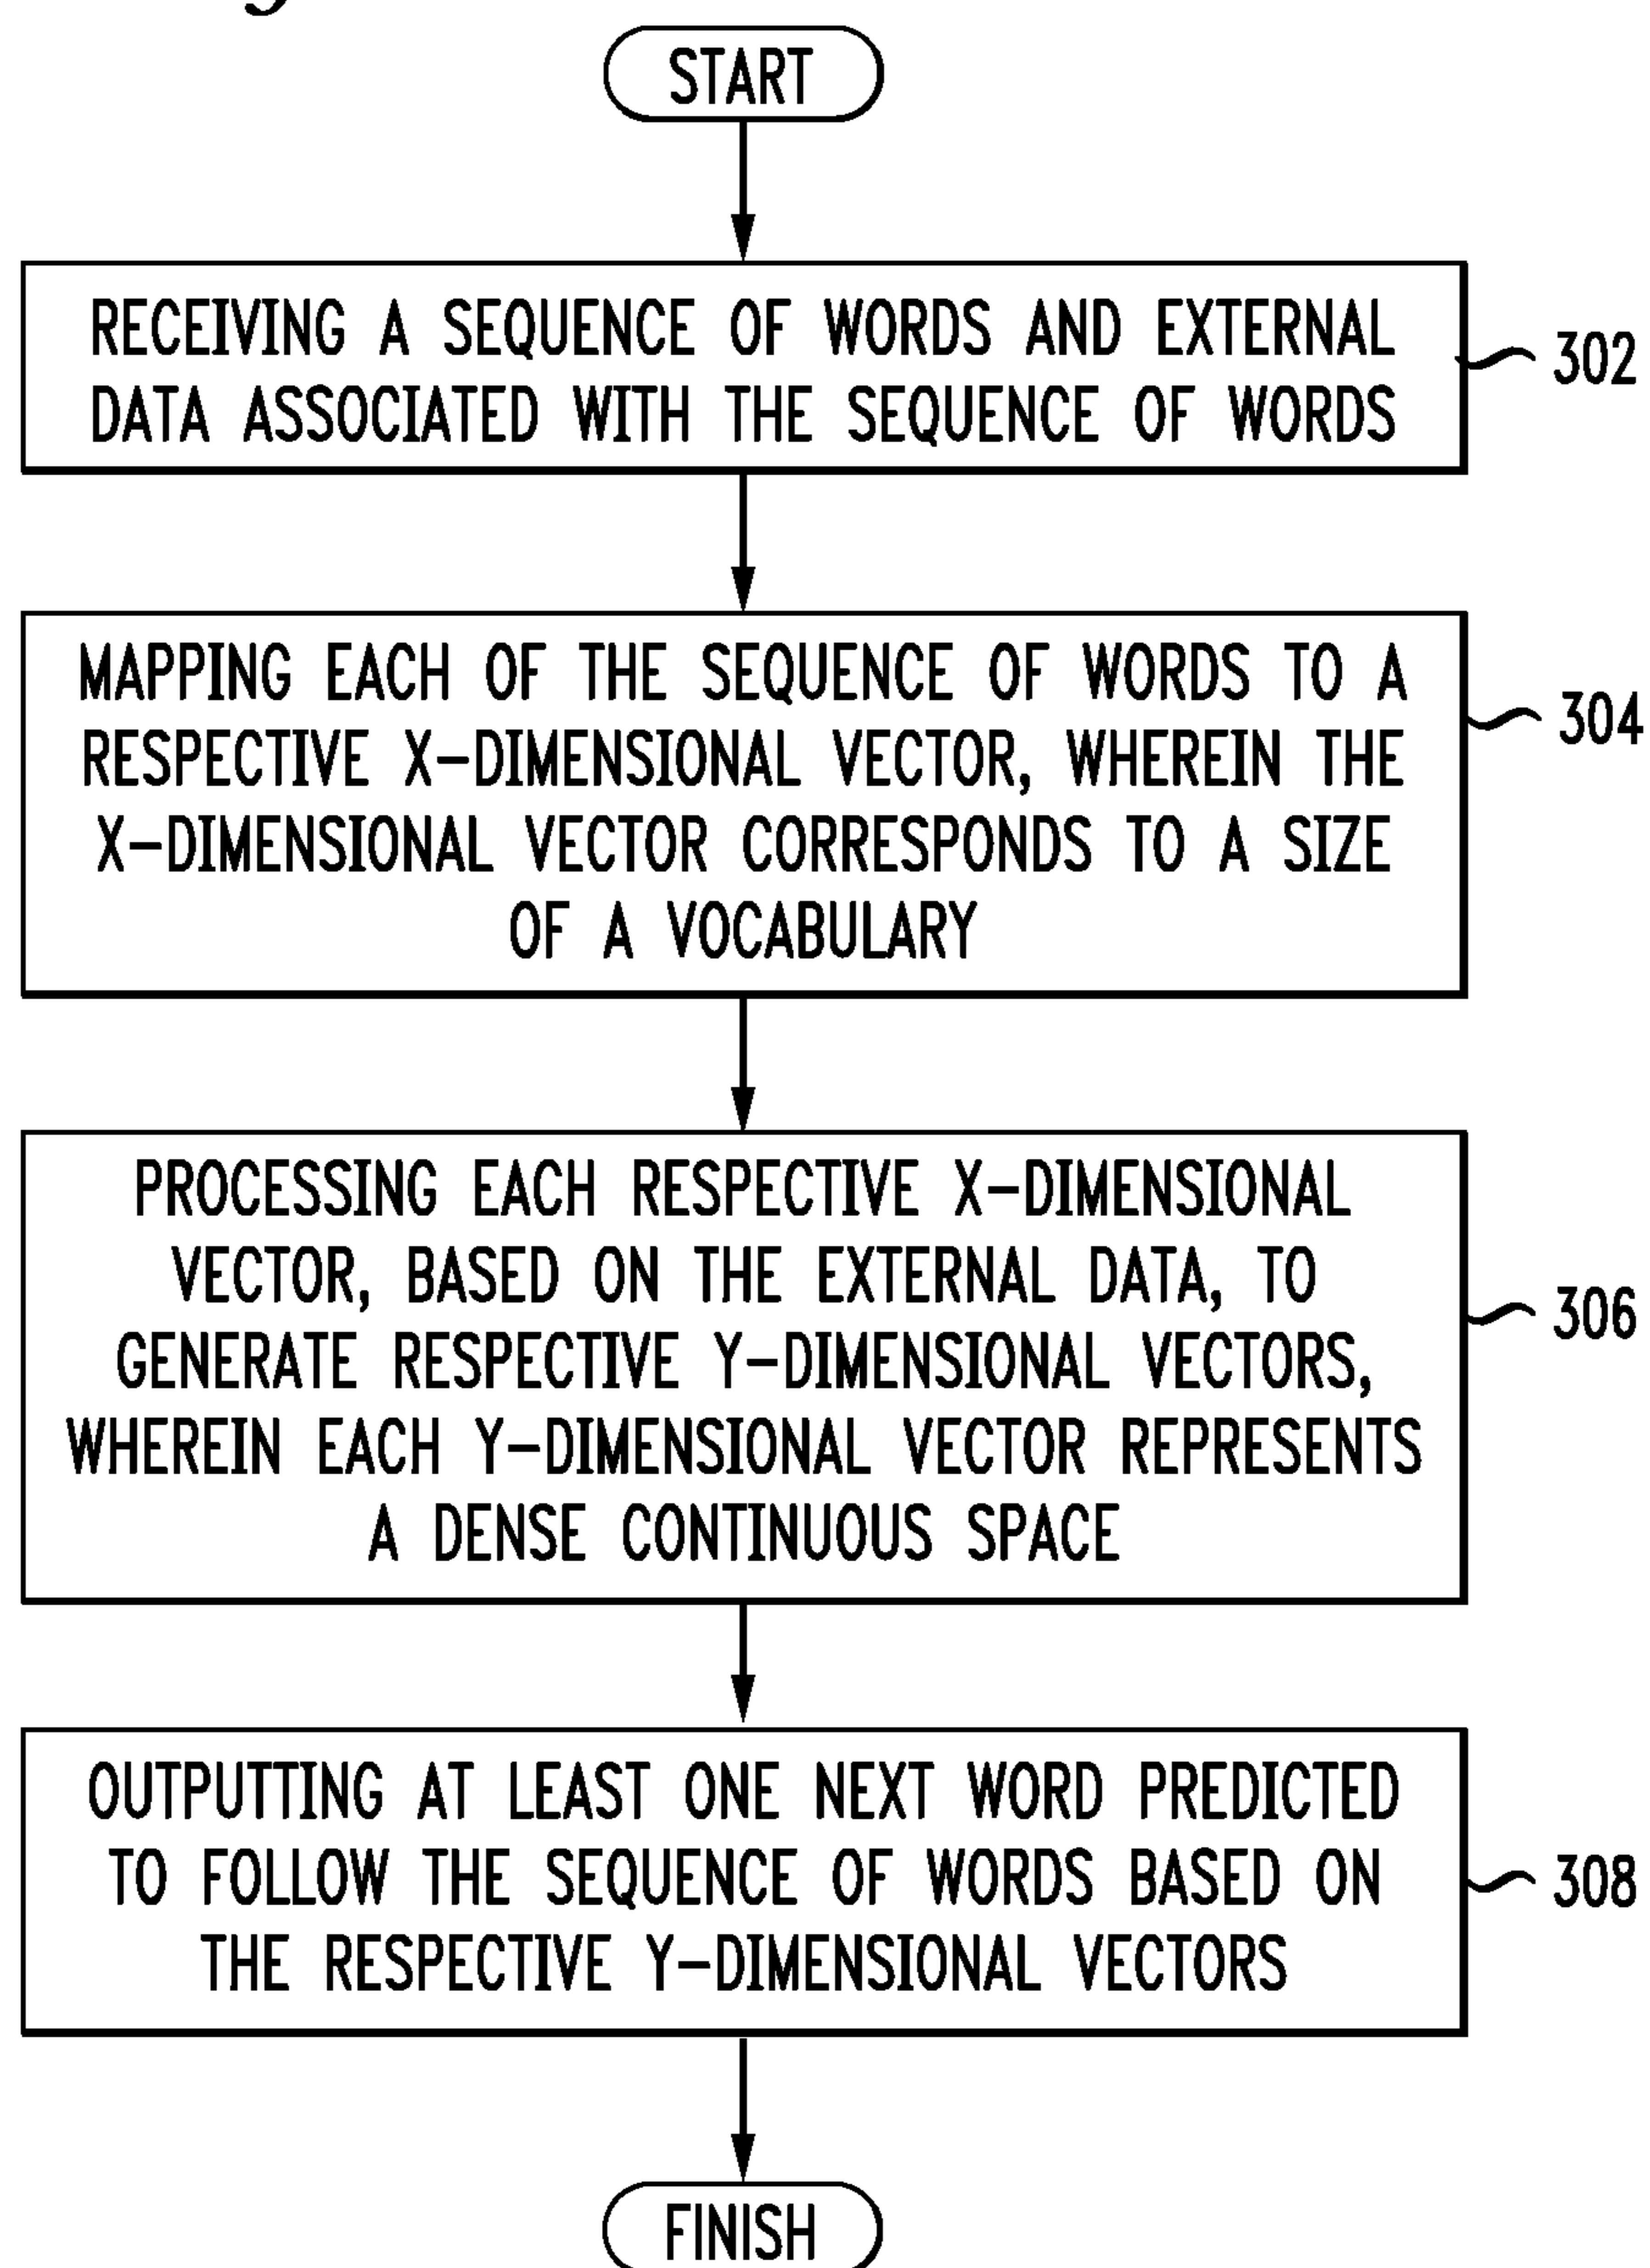 START
RECEIVING A SEQUENCE OF WORDS AND EXTERNAL
DATA ASSOCIATED WITH THE SEQUENCE OF WORDS
302
MAPPING EACH OF THE SEQUENCE OF WORDS TO A
RESPECTIVE X-DIMENSIONAL VECTOR, WHEREIN THE
X-DIMENSIONAL VECTOR CORRESPONDS TO A SIZE
OF A VOCABULARY
304
PROCESSING EACH RESPECTIVE X-DIMENSIONAL
VECTOR, BASED ON THE EXTERNAL DATA, TO
GENERATE RESPECTIVE Y-DIMENSIONAL VECTORS,
WHEREIN EACH Y-DIMENSIONAL VECTOR REPRESENTS
A DENSE CONTINUOUS SPACE
306
OUTPUTTING AT LEAST ONE NEXT WORD PREDICTED
TO FOLLOW THE SEQUENCE OF WORDS BASED ON
THE RESPECTIVE Y-DIMENSIONAL VECTORS
308
FINISH